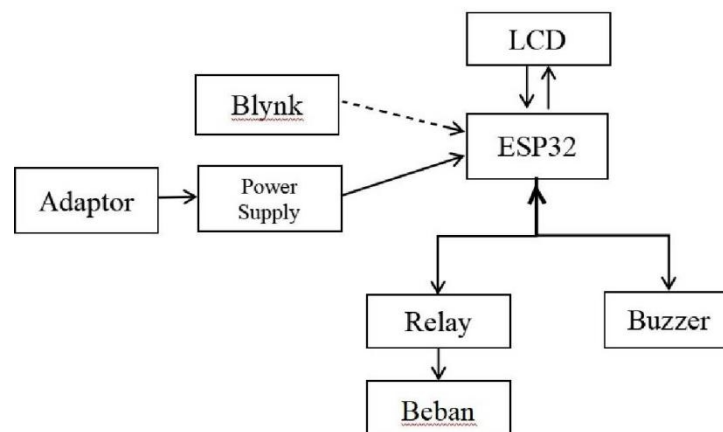 LCD
Blynk
ESP32
Adaptor
Power
Supply
Relay
Buzzer
Beban